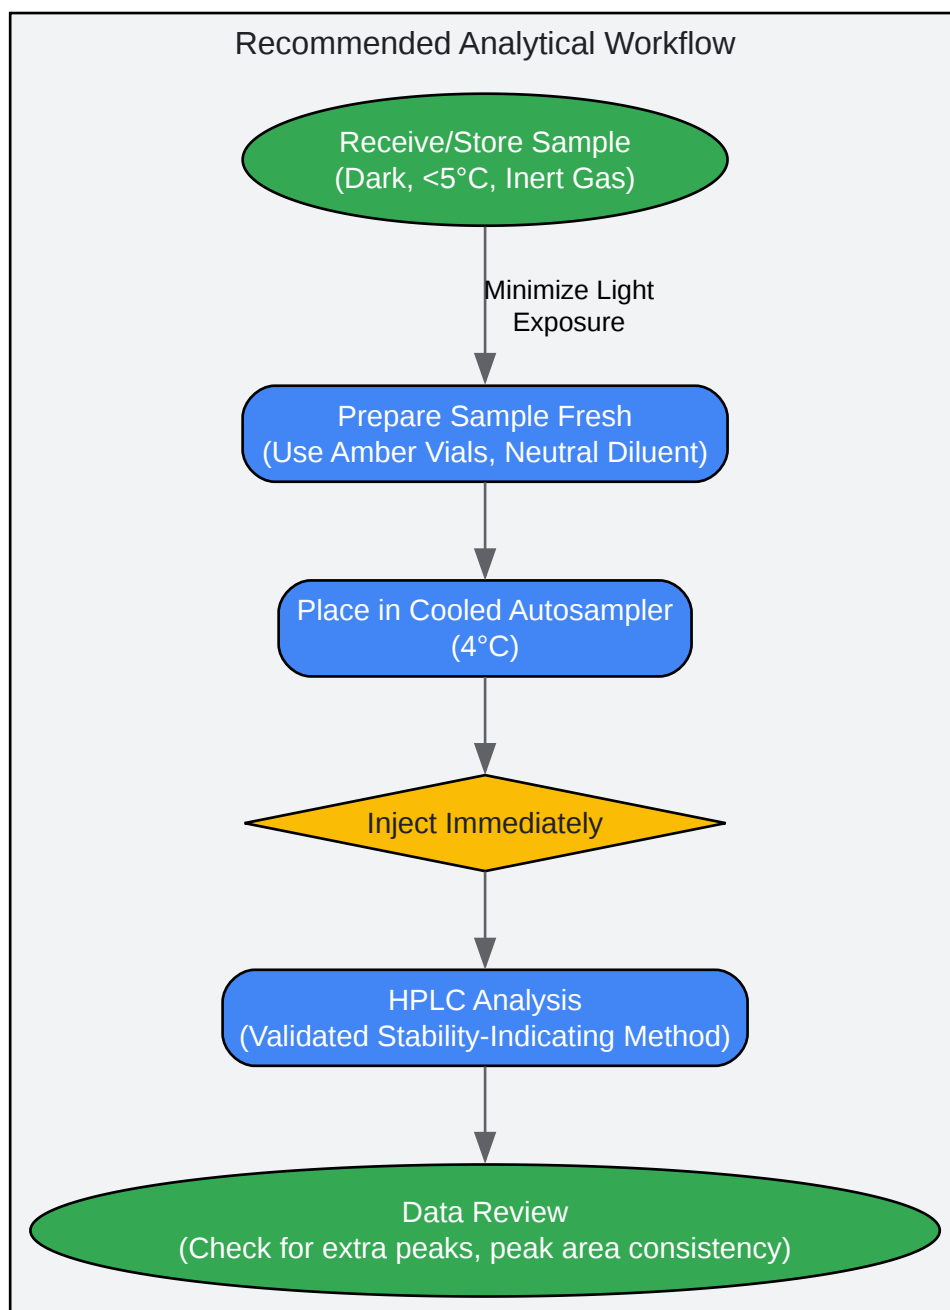 Recommended Analytical Workflow
Receive/Store Sample
(Dark, <5°C, Inert Gas)
Minimize Light
Exposure
Prepare Sample Fresh
(Use Amber Vials, Neutral Diluent)
Place in Cooled Autosampler
(4°C)
Inject Immediately
HPLC Analysis
(Validated Stability-Indicating Method)
Data Review
(Check for extra peaks, peak area consistency)